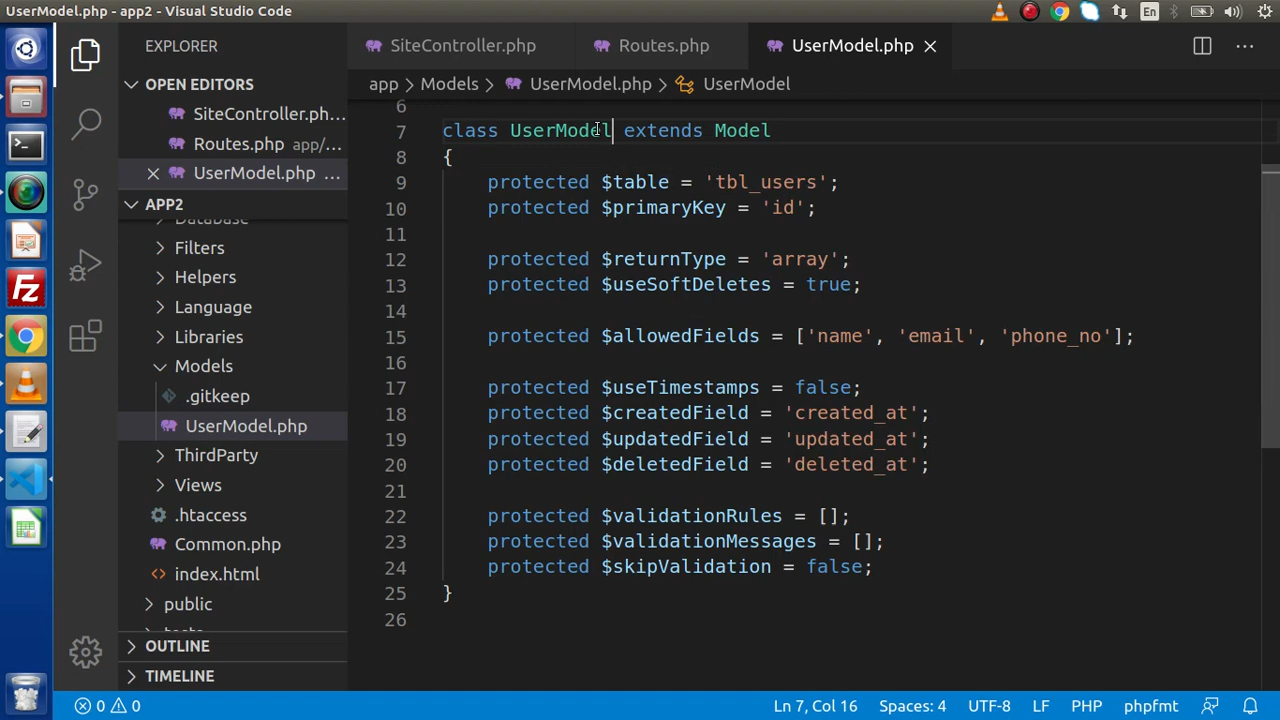 UserModel.php - app2 - Visual Studio Code
En
EXPLORER
OPEN EDITORS
SiteController.ph...
Routes.php app/...
UserModel.php ...
APP2
Database
Filters
Helpers
Language
Libraries
Models
.gitkeep
UserModel.php
ThirdParty
Views
.htaccess
Common.php
index.html
public
tests
OUTLINE
TIMELINE
SiteController.php
Routes.php
UserModel.php
app > Models > UserModel.php > UserModel
6
7 class UserModel extends Model
8 {
9 protected $table = 'tbl_users';
10 protected $primaryKey = 'id';
11
12 protected $returnType = 'array';
13 protected $useSoftDeletes = true;
14
15 protected $allowedFields = ['name', 'email', 'phone_no'];
16
17 protected $useTimestamps = false;
18 protected $createdField = 'created_at';
19 protected $updatedField = 'updated_at';
20 protected $deletedField = 'deleted_at';
21
22 protected $validationRules = [];
23 protected $validationMessages = [];
24 protected $skipValidation = false;
25 }
26
0 0 Ln 7, Col 16 Spaces: 4 UTF-8 LF PHP phpfmt